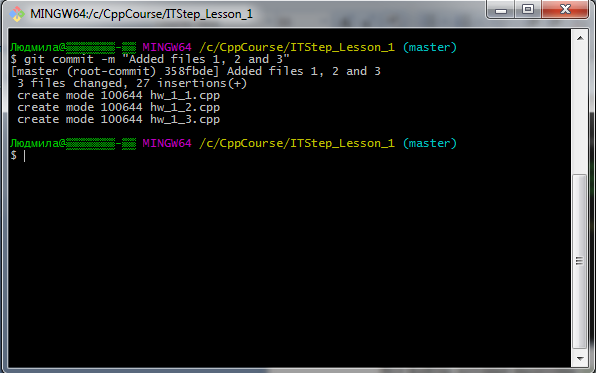 MINGW64:/c/CppCourse/ITStep_Lesson_1
Людмила@ MINGW64 /c/CppCourse/ITStep_Lesson_1 (master)
$ git commit -m "Added files 1, 2 and 3"
[master (root-commit) 358fbde] Added files 1, 2 and 3
3 files changed, 27 insertions(+)
create mode 100644 hw_1_1.cpp
create mode 100644 hw_1_2.cpp
create mode 100644 hw_1_3.cpp
Людмила@ MINGW64 /c/CppCourse/ITStep_Lesson_1 (master)
$